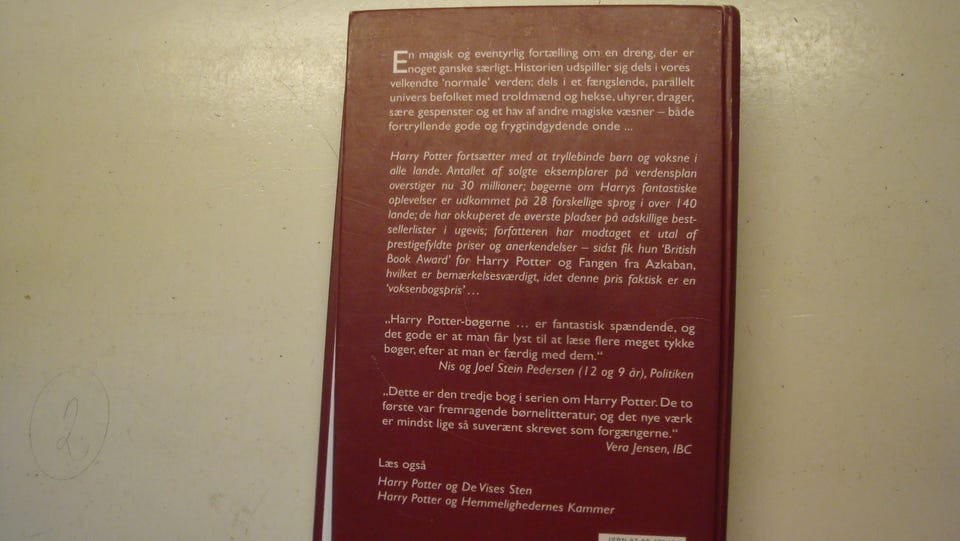 En magisk og eventyrlig fortælling om en dreng, der er
noget ganske særligt. Historien udspiller sig dels i vores
velkendte ‘normale’ verden; dels i et fængslende, parallelt
univers befolket med troldmænd og hekse, uhyrer, drager,
sære gespenster og et hav af andre magiske væsner – både
fortryllende gode og frygtindgydende onde ...
Harry Potter fortsætter med at tryllebinde børn og voksne i
alle lande. Antallet af solgte eksemplarer på verdensplan
overstiger nu 30 millioner; bøgerne om Harrys fantastiske
oplevelser er udkommet på 28 forskellige sprog i over 140
lande; de har okkuperet de øverste pladser på adskillige best-
sellerlister i ugevis; forfatteren har modtaget et utal af
prestigefyldte priser og anerkendelser – sidst fik hun ‘British
Book Award’ for Harry Potter og Fangen fra Azkaban,
hvilket er bemærkelsesværdigt, idet denne pris faktisk er en
‘voksenbogspris’ ...
„Harry Potter-bøgerne ... er fantastisk spændende, og
det gode er at man får lyst til at læse flere meget tykke
bøger, efter at man er færdig med dem.“
Nis og Joel Stein Pedersen (12 og 9 år), Politiken
„Dette er den tredje bog i serien om Harry Potter. De to
første var fremragende børnelitteratur, og det nye værk
er mindst lige så suverænt skrevet som forgængerne.“
Vera Jensen, IBC
Læs også
Harry Potter og De Vises Sten
Harry Potter og Hemmelighedernes Kammer
2